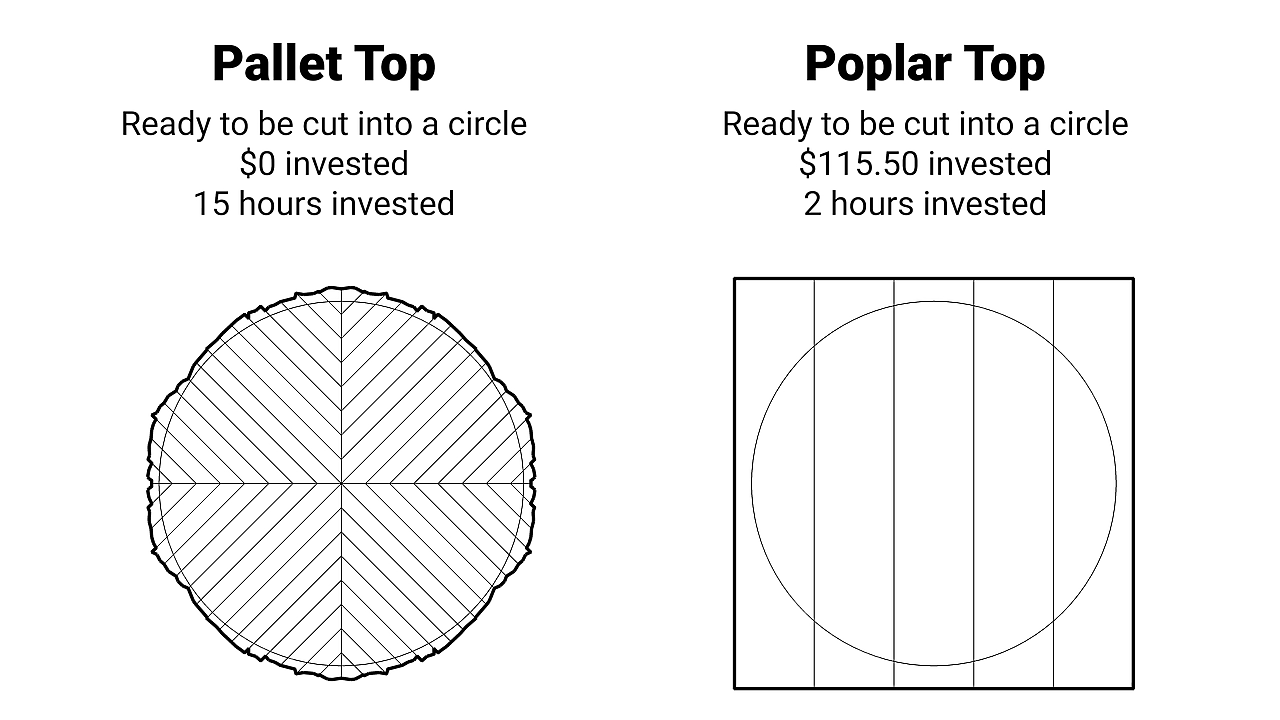 Pallet Top
Ready to be cut into a circle
$0 invested
15 hours invested
Poplar Top
Ready to be cut into a circle
$115.50 invested
2 hours invested